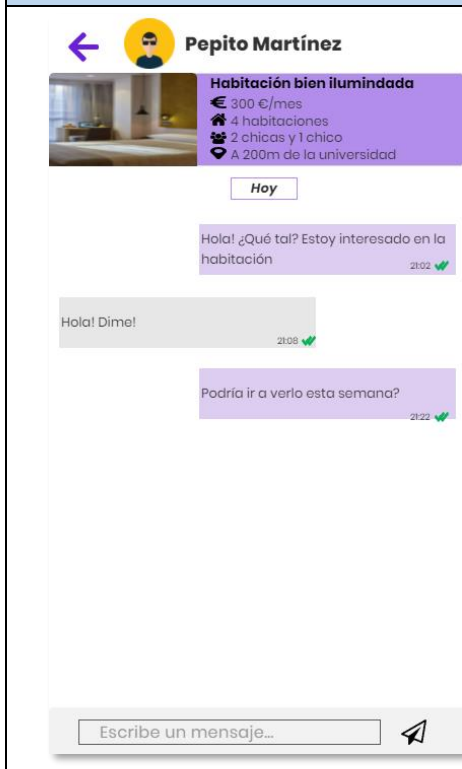 Pepito Martínez
Habitación bien ilumindada
300 €/mes
4 habitaciones
2 chicas y 1 chico
A 200m de la universidad
Hoy
Hola! ¿Qué tal? Estoy interesado en la
habitación
21:02
Hola! Dime!
21:08
Podría ir a verlo esta semana?
21:22
Escribe un mensaje...